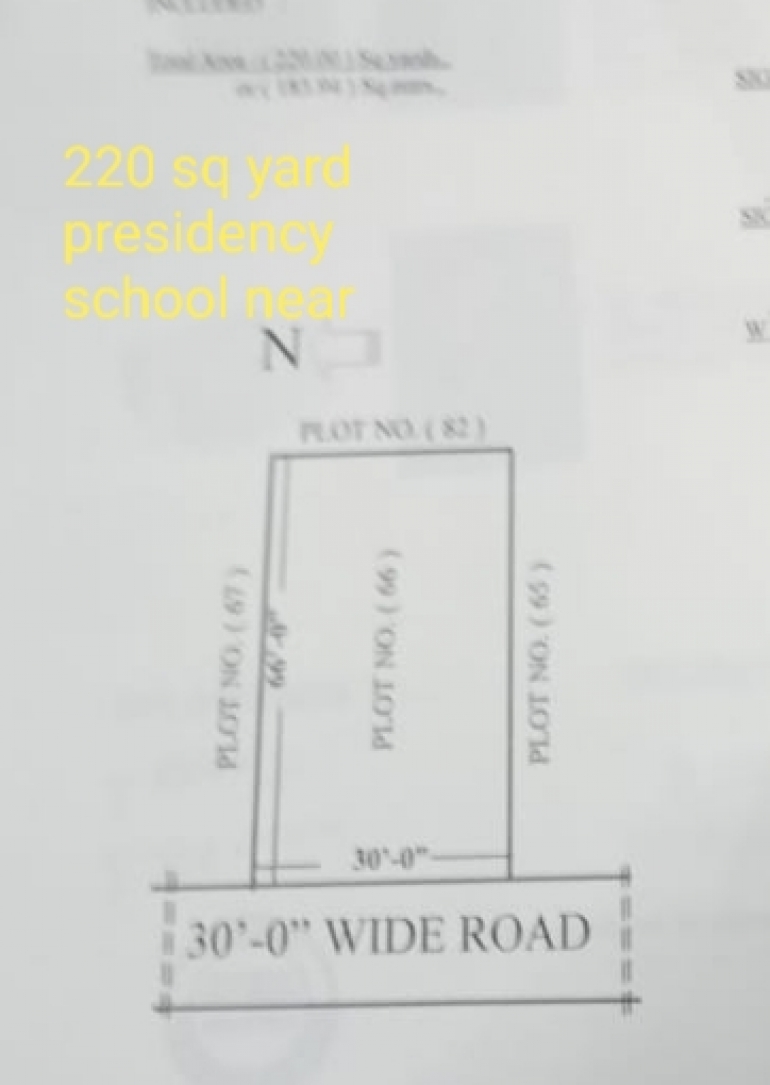 INCLUDED
Total Area : ( 220.00 ) Sq.yards.,
or ( 183.94 ) Sq.mtrs.,
220 sq yard
presidency
school near
N
PLOT NO. ( 82 )
PLOT NO. ( 67 )
66'-0"
PLOT NO. ( 66 )
PLOT NO. ( 65 )
30'-0"
30'-0" WIDE ROAD
W